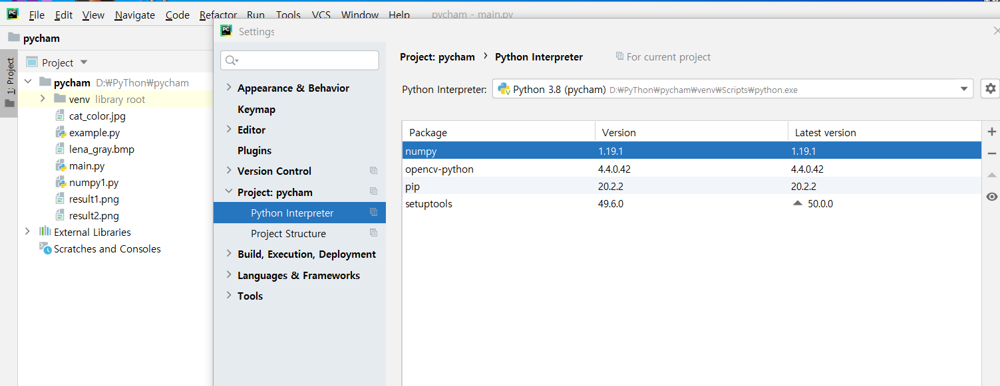 PC File Edit View Navigate Code Refactor Run Tools VCS Window Help pycham - main.py
pycham
1: Project
Project
pycham D:₩PyThon₩pycham
venv library root
cat_color.jpg
example.py
lena_gray.bmp
main.py
numpy1.py
result1.png
result2.png
External Libraries
Scratches and Consoles
PC Settings
Appearance & Behavior
Keymap
Editor
Plugins
Version Control
Project: pycham
Python Interpreter
Project Structure
Build, Execution, Deployment
Languages & Frameworks
Tools
Project: pycham › Python Interpreter For current project
Python Interpreter: Python 3.8 (pycham) D:₩PyThon₩pycham₩venv₩Scripts₩python.exe
Package Version Latest version
numpy 1.19.1 1.19.1
opencv-python 4.4.0.42 4.4.0.42
pip 20.2.2 20.2.2
setuptools 49.6.0 50.0.0